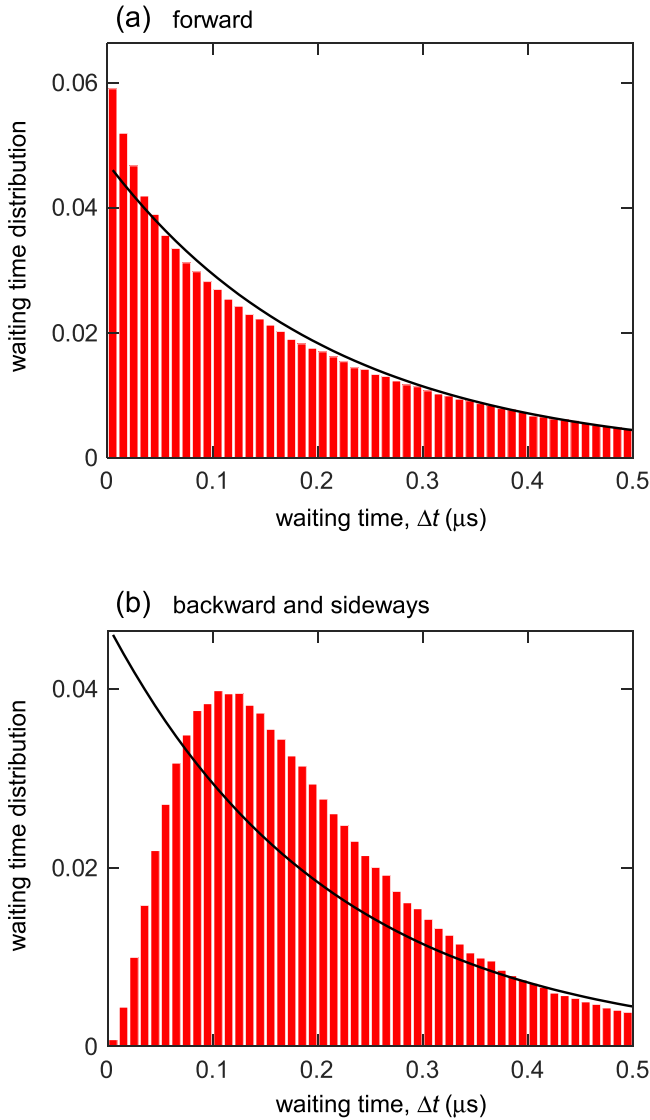 (a) forward
0.06
0.04
0.02
0
waiting time distribution
0 0.1 0.2 0.3 0.4 0.5
waiting time, Δt (μs)
(b) backward and sideways
0.04
0.02
0
waiting time distribution
0 0.1 0.2 0.3 0.4 0.5
waiting time, Δt (μs)